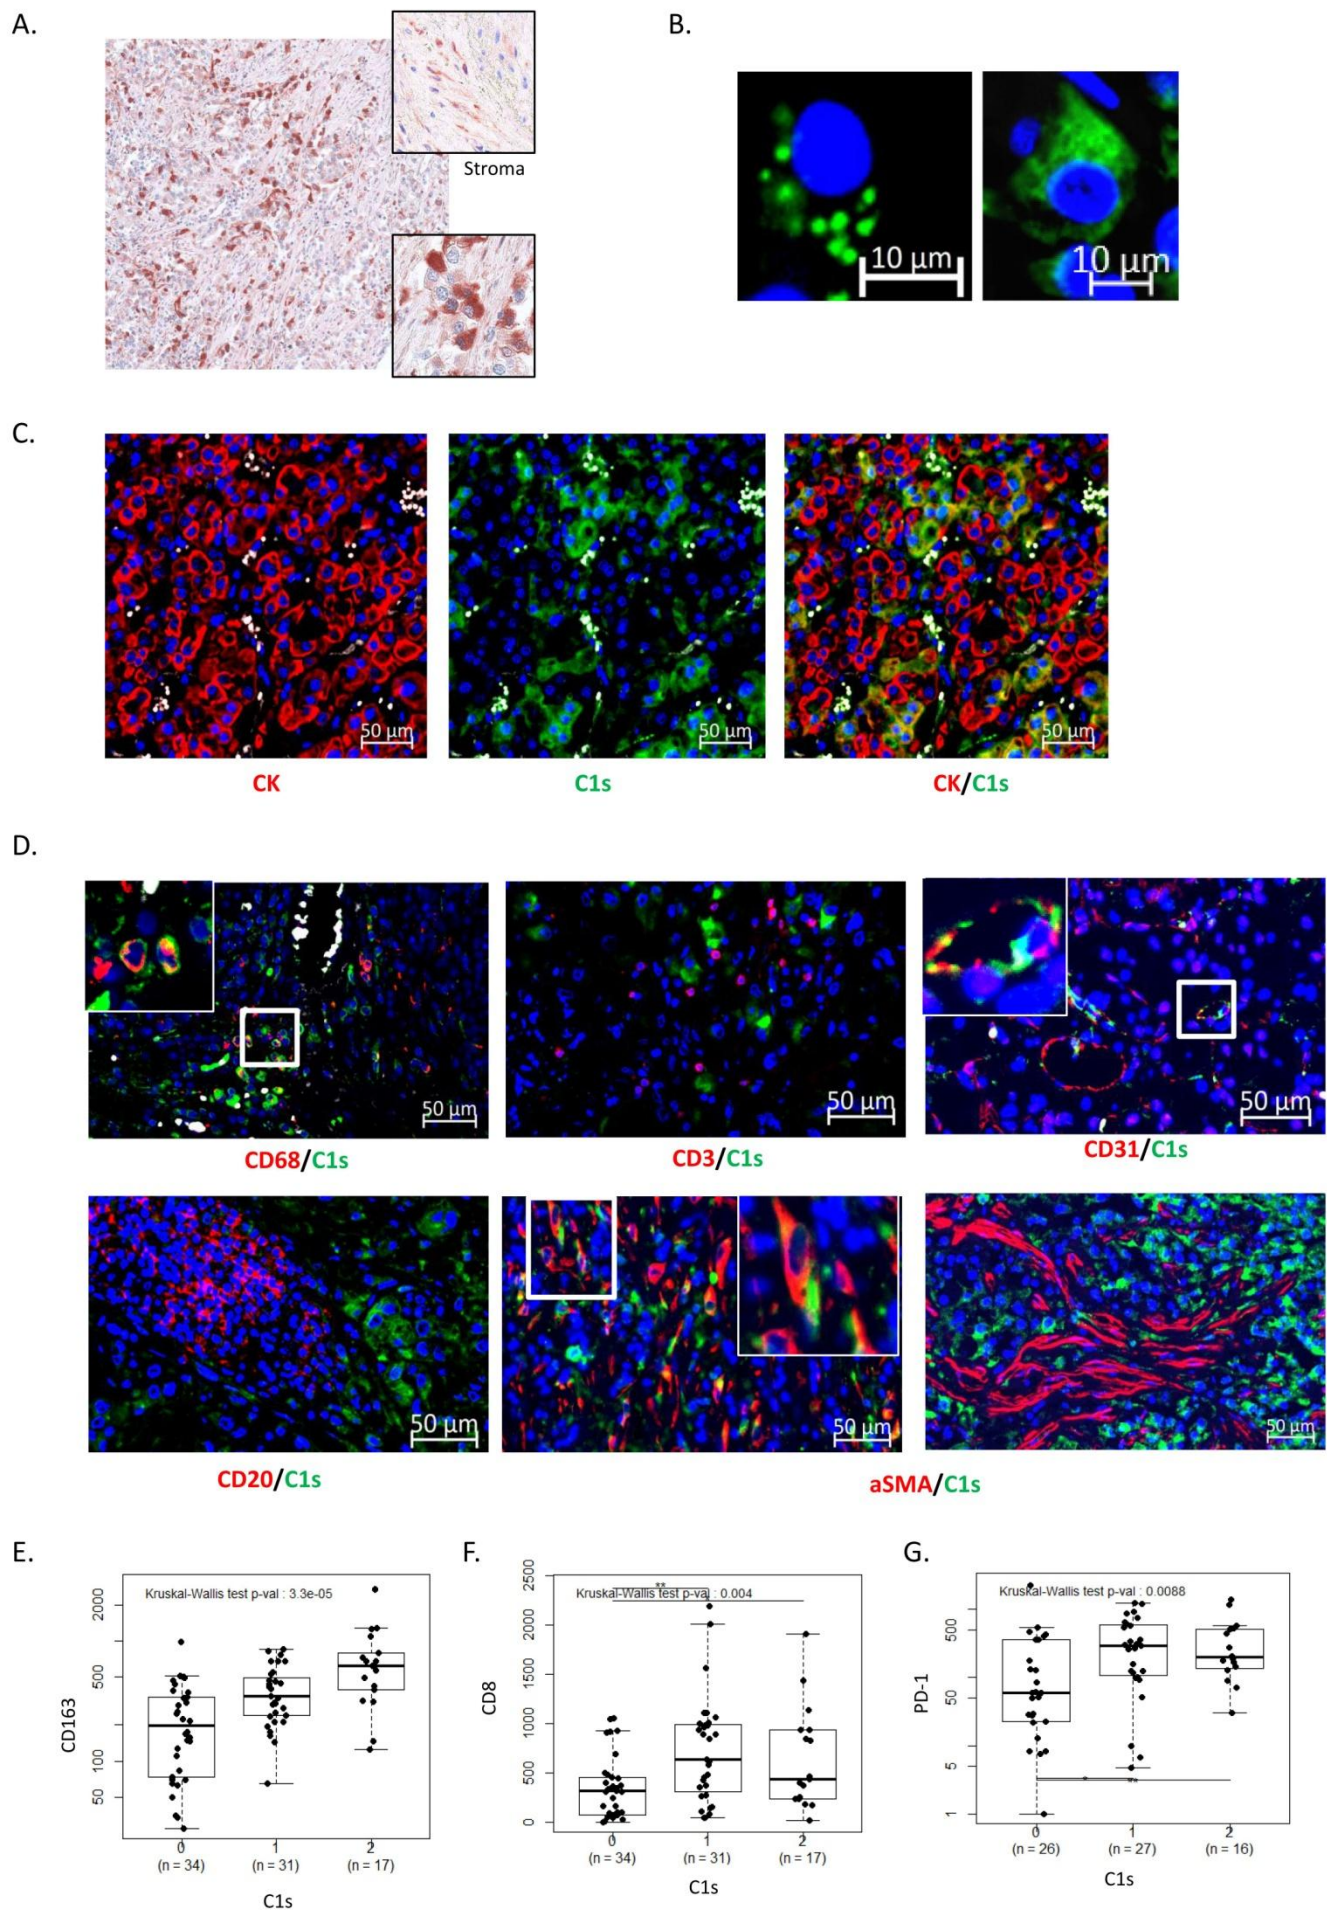 A.
B.
Stroma
10 µm
10 µm
C.
50 µm
50 µm
50 µm
CK
C1s
CK/C1s
D.
50 µm
50 µm
50 µm
CD68/C1s
CD3/C1s
CD31/C1s
50 µm
50 µm
50 µm
CD20/C1s
aSMA/C1s
E.
F.
G.
Kruskal-Wallis test p-val : 3.3e-05
CD163
2000
500
100
50
0
1
2
(n = 34)
(n = 31)
(n = 17)
C1s
Kruskal-Wallis test p-val : 0.004
**
*
CD8
2500
2000
1500
1000
500
0
0
1
2
(n = 34)
(n = 31)
(n = 17)
C1s
Kruskal-Wallis test p-val : 0.0088
PD-1
500
50
5
1
*
**
0
1
2
(n = 26)
(n = 27)
(n = 16)
C1s